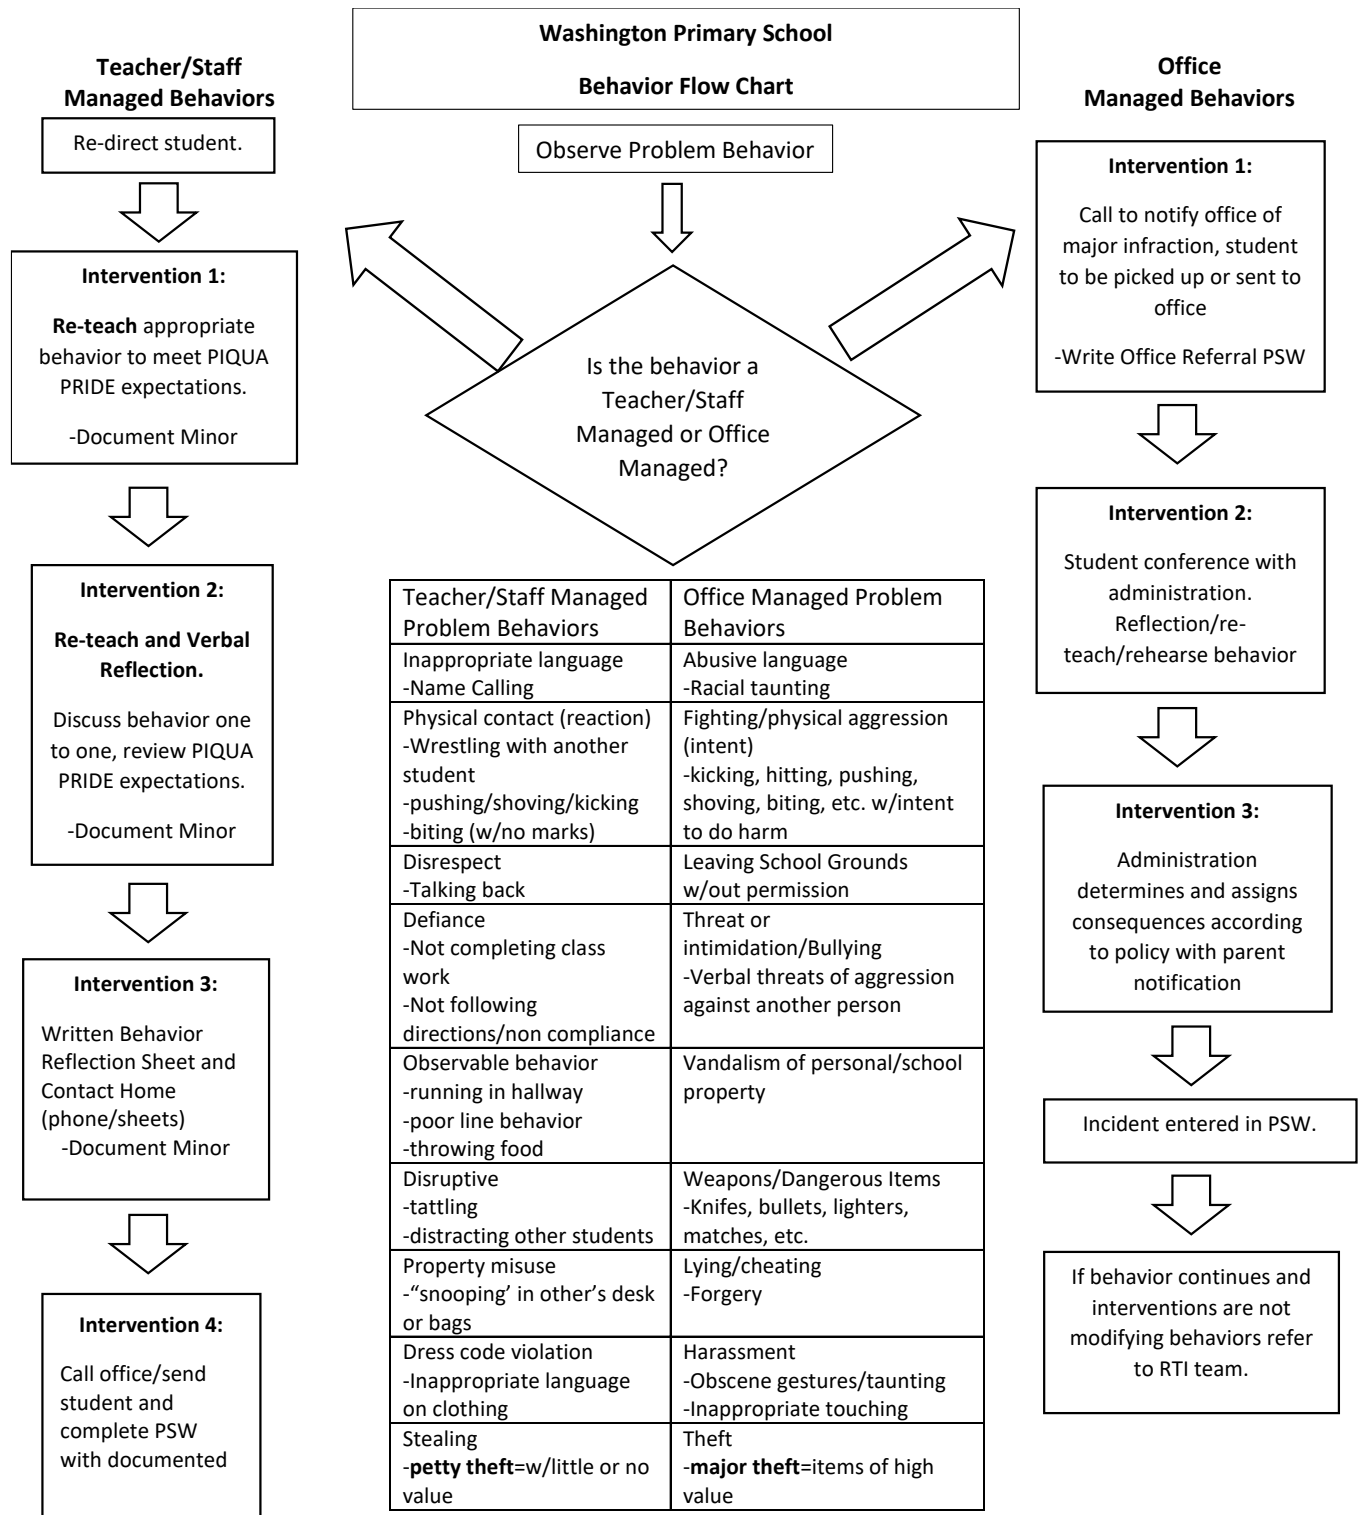 Washington Primary School
Behavior Flow Chart
Teacher/Staff
Managed Behaviors
Re-direct student.
Intervention 1:
Re-teach appropriate
behavior to meet PIQUA
PRIDE expectations.
-Document Minor
Intervention 2:
Re-teach and Verbal
Reflection.
Discuss behavior one
to one, review PIQUA
PRIDE expectations.
-Document Minor
Intervention 3:
Written Behavior
Reflection Sheet and
Contact Home
(phone/sheets)
-Document Minor
Intervention 4:
Call office/send
student and
complete PSW
with documented
Observe Problem Behavior
Is the behavior a
Teacher/Staff
Managed or Office
Managed?
Teacher/Staff Managed
Problem Behaviors
Office Managed Problem
Behaviors
Inappropriate language
-Name Calling
Abusive language
-Racial taunting
Physical contact (reaction)
-Wrestling with another
student
-pushing/shoving/kicking
-biting (w/no marks)
Fighting/physical aggression
(intent)
-kicking, hitting, pushing,
shoving, biting, etc. w/intent
to do harm
Disrespect
-Talking back
Leaving School Grounds
w/out permission
Defiance
-Not completing class
work
-Not following
directions/non compliance
Threat or
intimidation/Bullying
-Verbal threats of aggression
against another person
Observable behavior
-running in hallway
-poor line behavior
-throwing food
Vandalism of personal/school
property
Disruptive
-tattling
-distracting other students
Weapons/Dangerous Items
-Knifes, bullets, lighters,
matches, etc.
Property misuse
-“snooping’ in other’s desk
or bags
Lying/cheating
-Forgery
Dress code violation
-Inappropriate language
on clothing
Harassment
-Obscene gestures/taunting
-Inappropriate touching
Stealing
-petty theft=w/little or no
value
Theft
-major theft=items of high
value
Office
Managed Behaviors
Intervention 1:
Call to notify office of
major infraction, student
to be picked up or sent to
office
-Write Office Referral PSW
Intervention 2:
Student conference with
administration.
Reflection/re-
teach/rehearse behavior
Intervention 3:
Administration
determines and assigns
consequences according
to policy with parent
notification
Incident entered in PSW.
If behavior continues and
interventions are not
modifying behaviors refer
to RTI team.